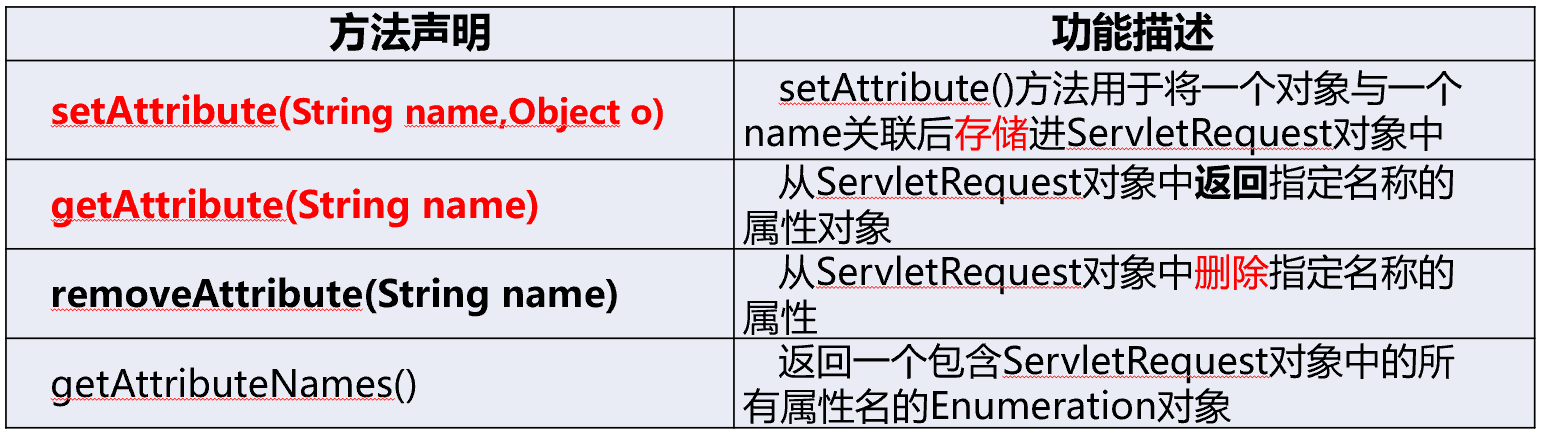 方法声明
功能描述
setAttribute(String name,Object o)
setAttribute()方法用于将一个对象与一个
name关联后存储进ServletRequest对象中
getAttribute(String name)
从ServletRequest对象中返回指定名称的
属性对象
removeAttribute(String name)
从ServletRequest对象中删除指定名称的
属性
getAttributeNames()
返回一个包含ServletRequest对象中的所
有属性名的Enumeration对象